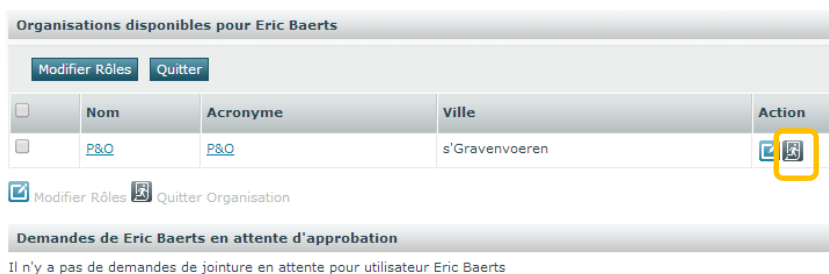 Organisations disponibles pour Eric Baerts
Modifier Rôles Quitter
Nom Acronyme Ville Action
P&O P&O s'Gravenvoeren
Modifier Rôles Quitter Organisation
Demandes de Eric Baerts en attente d'approbation
Il n'y a pas de demandes de jointure en attente pour utilisateur Eric Baerts